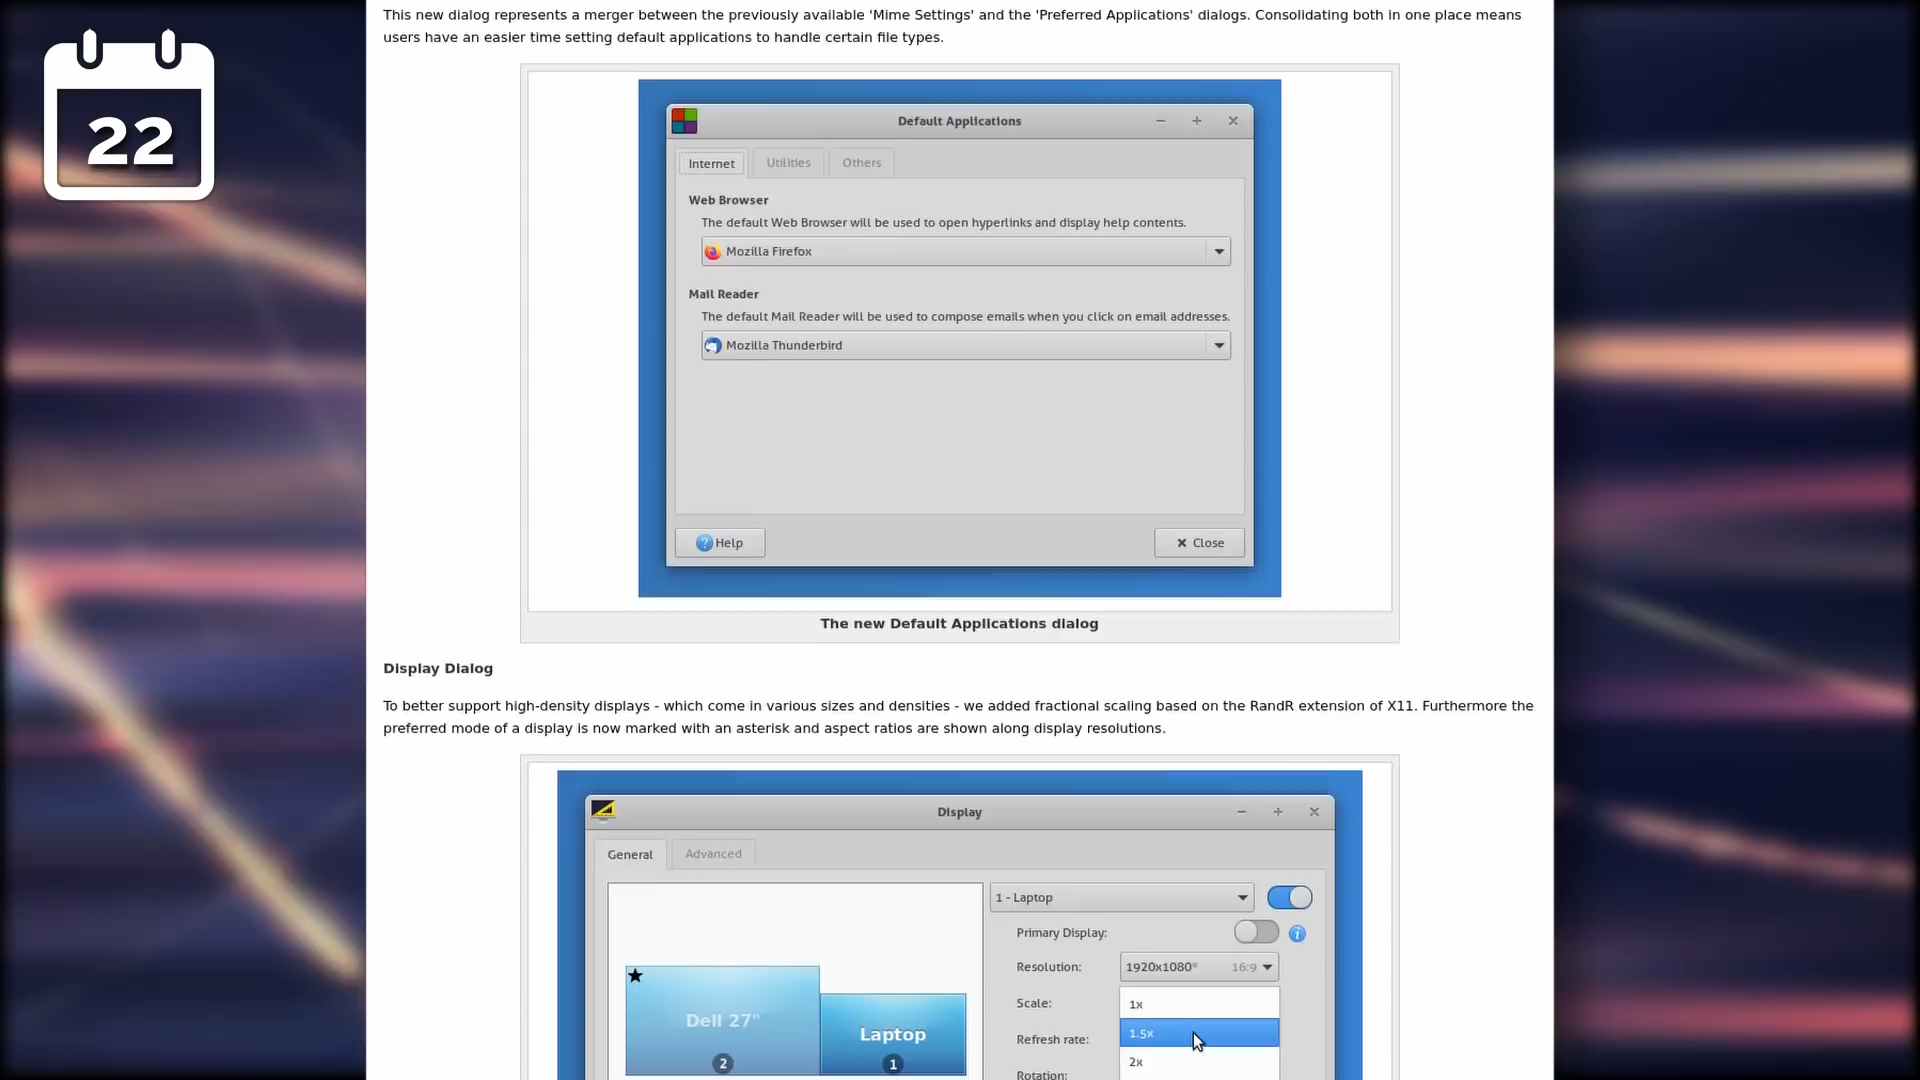 22
This new dialog represents a merger between the previously available 'Mime Settings' and the 'Preferred Applications' dialogs. Consolidating both in one place means
users have an easier time setting default applications to handle certain file types.
Default Applications
Internet
Utilities
Others
Web Browser
The default Web Browser will be used to open hyperlinks and display help contents.
Mozilla Firefox
Mail Reader
The default Mail Reader will be used to compose emails when you click on email addresses.
Mozilla Thunderbird
Help
Close
The new Default Applications dialog
Display Dialog
To better support high-density displays - which come in various sizes and densities - we added fractional scaling based on the RandR extension of X11. Furthermore the
preferred mode of a display is now marked with an asterisk and aspect ratios are shown along display resolutions.
Display
General
Advanced
1 - Laptop
Primary Display:
Resolution:
1920x1080* 16:9
Scale:
1x
1.5x
2x
Refresh rate:
Rotation:
Dell 27"
2
Laptop
1